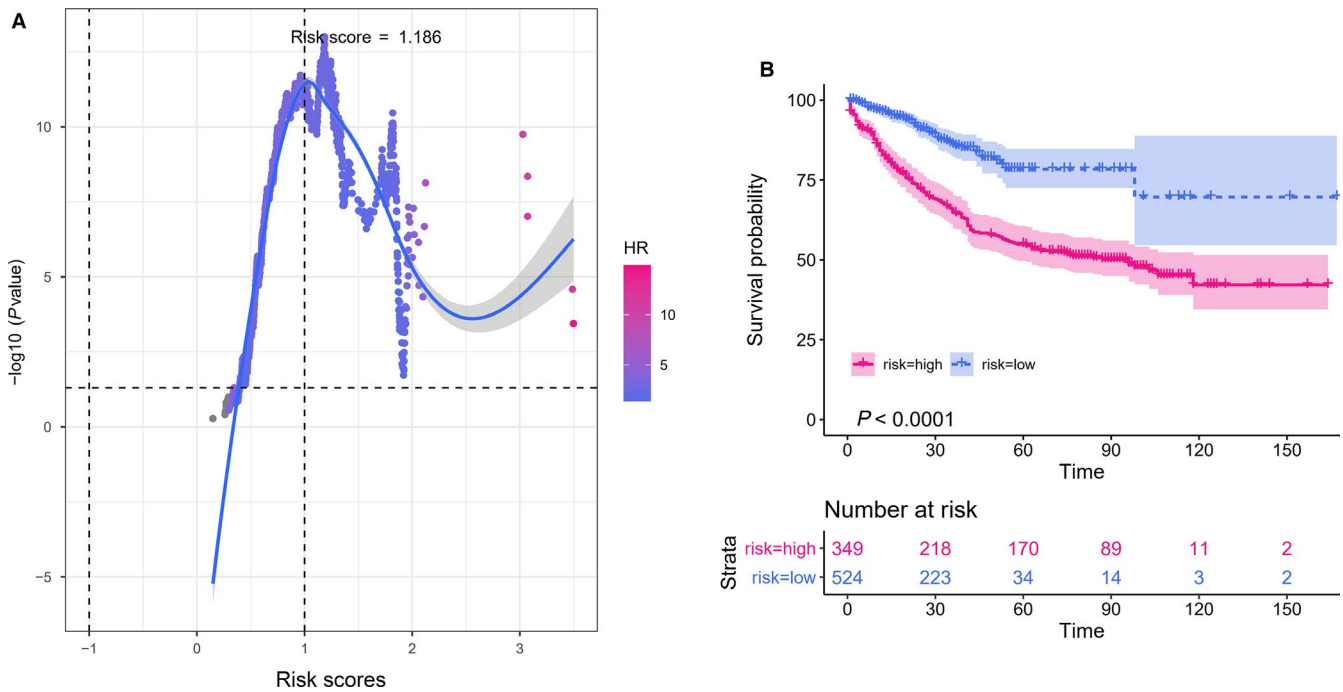 A
Risk score = 1.186
10
5
0
−5
−log10 (Pvalue)
−1
0
1
2
3
Risk scores
HR
10
5
B
100
75
50
25
0
Survival probability
risk=high
risk=low
P < 0.0001
0 30 60 90 120 150
Time
Number at risk
Strata
risk=high 349 218 170 89 11 2
risk=low 524 223 34 14 3 2
0 30 60 90 120 150
Time